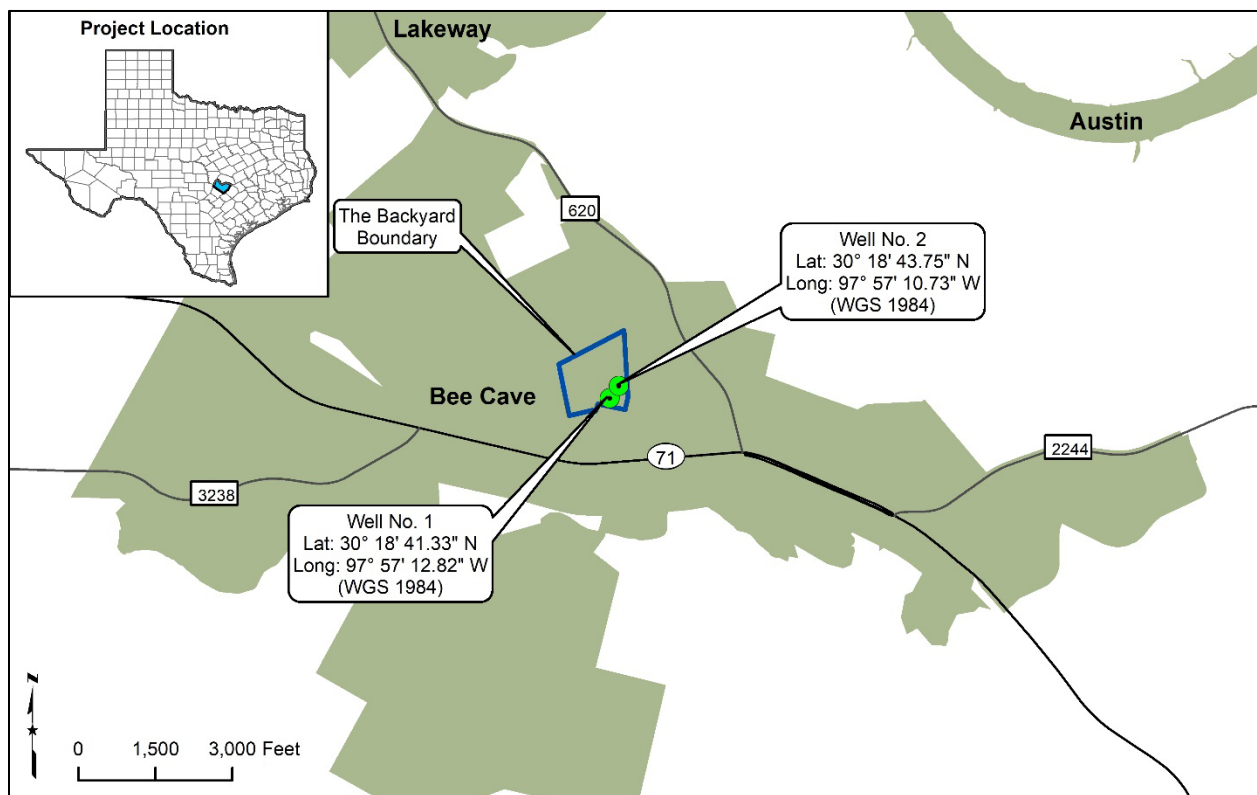 Project Location
Lakeway
Austin
The Backyard
Boundary
620
Well No. 2
Lat: 30° 18' 43.75" N
Long: 97° 57' 10.73" W
(WGS 1984)
Bee Cave
71
2244
3238
Well No. 1
Lat: 30° 18' 41.33" N
Long: 97° 57' 12.82" W
(WGS 1984)
N
0 1,500 3,000 Feet